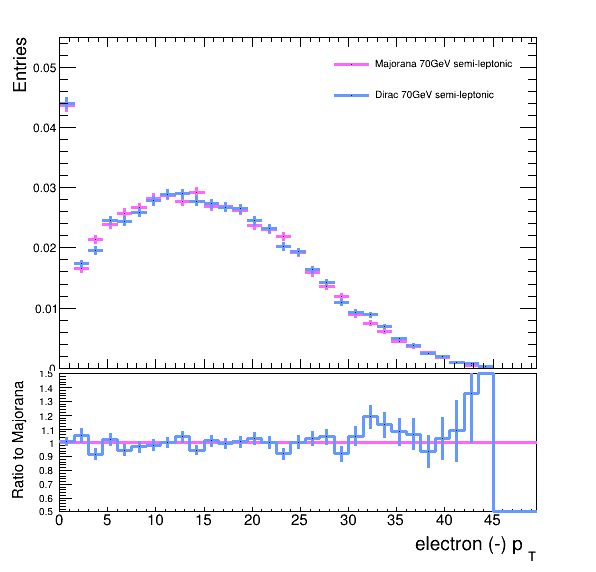 Entries
0.05
0.04
0.03
0.02
0.01
0
Majorana 70GeV semi-leptonic
Dirac 70GeV semi-leptonic
Ratio to Majorana
1.5
1.4
1.3
1.2
1.1
1
0.9
0.8
0.7
0.6
0.5
0 5 10 15 20 25 30 35 40 45
electron (-) p_T